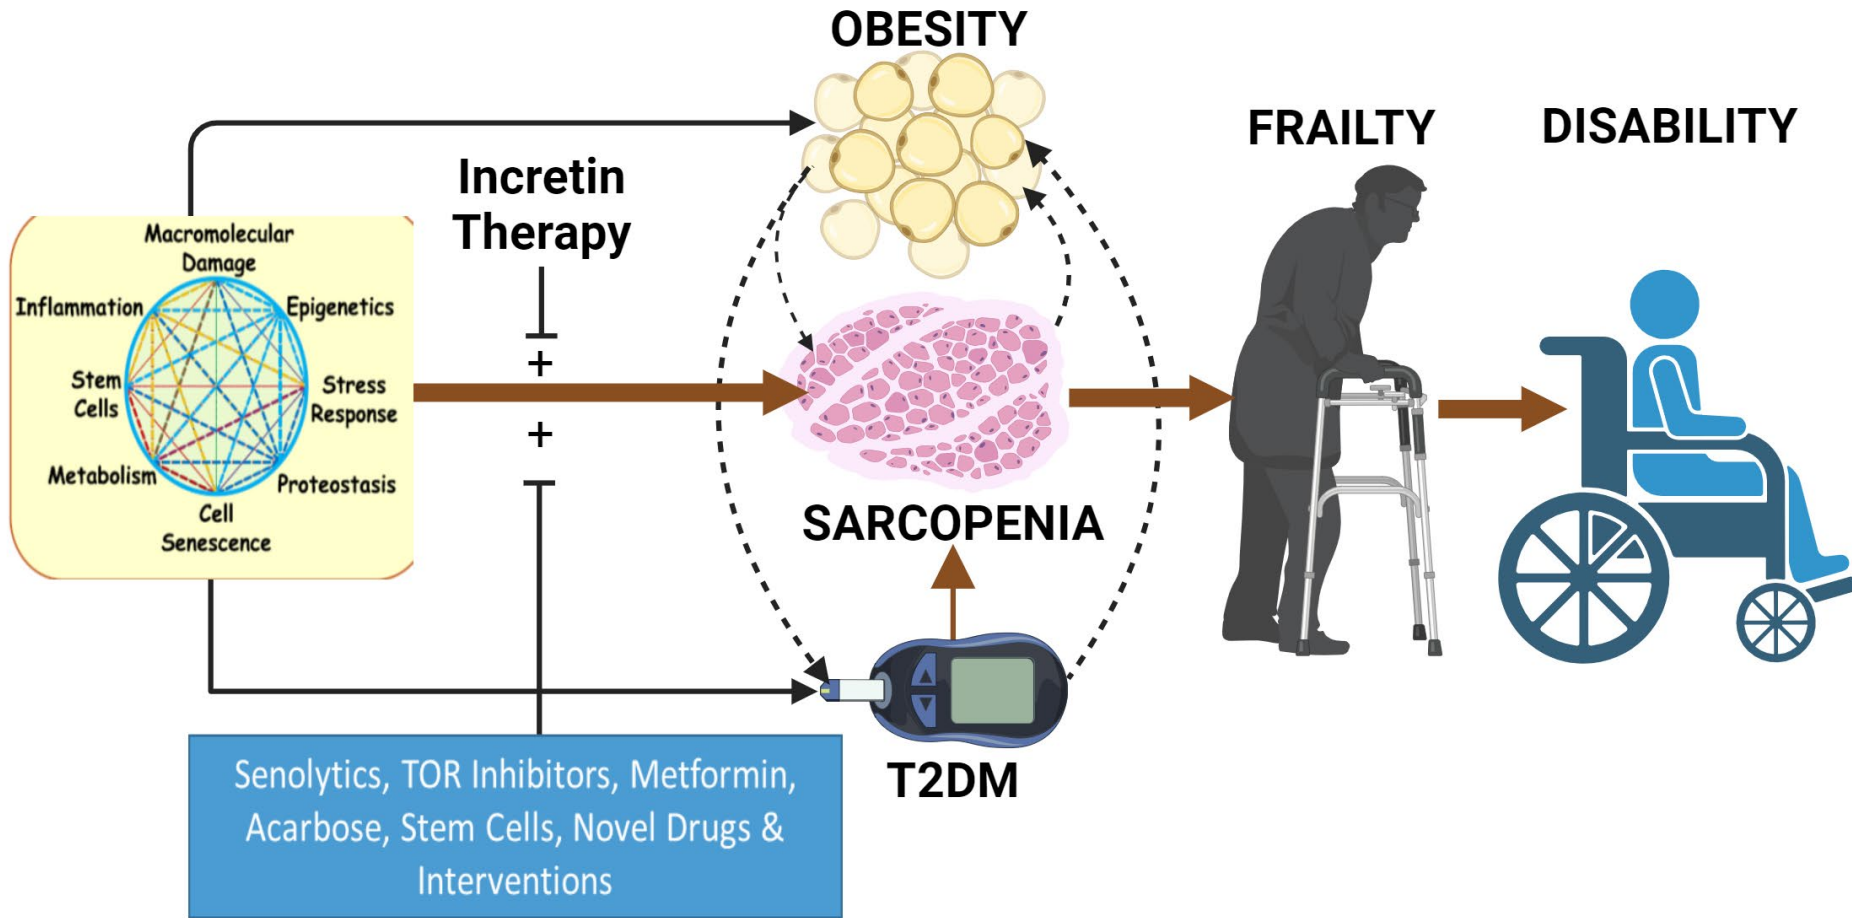 OBESITY
FRAILTY
DISABILITY
Incretin
Therapy
Macromolecular
Damage
Inflammation
Epigenetics
Stem
Cells
Stress
Response
Metabolism
Proteostasis
Cell
Senescence
+
+
SARCOPENIA
T2DM
Senolytics, TOR Inhibitors, Metformin,
Acarbose, Stem Cells, Novel Drugs &
Interventions